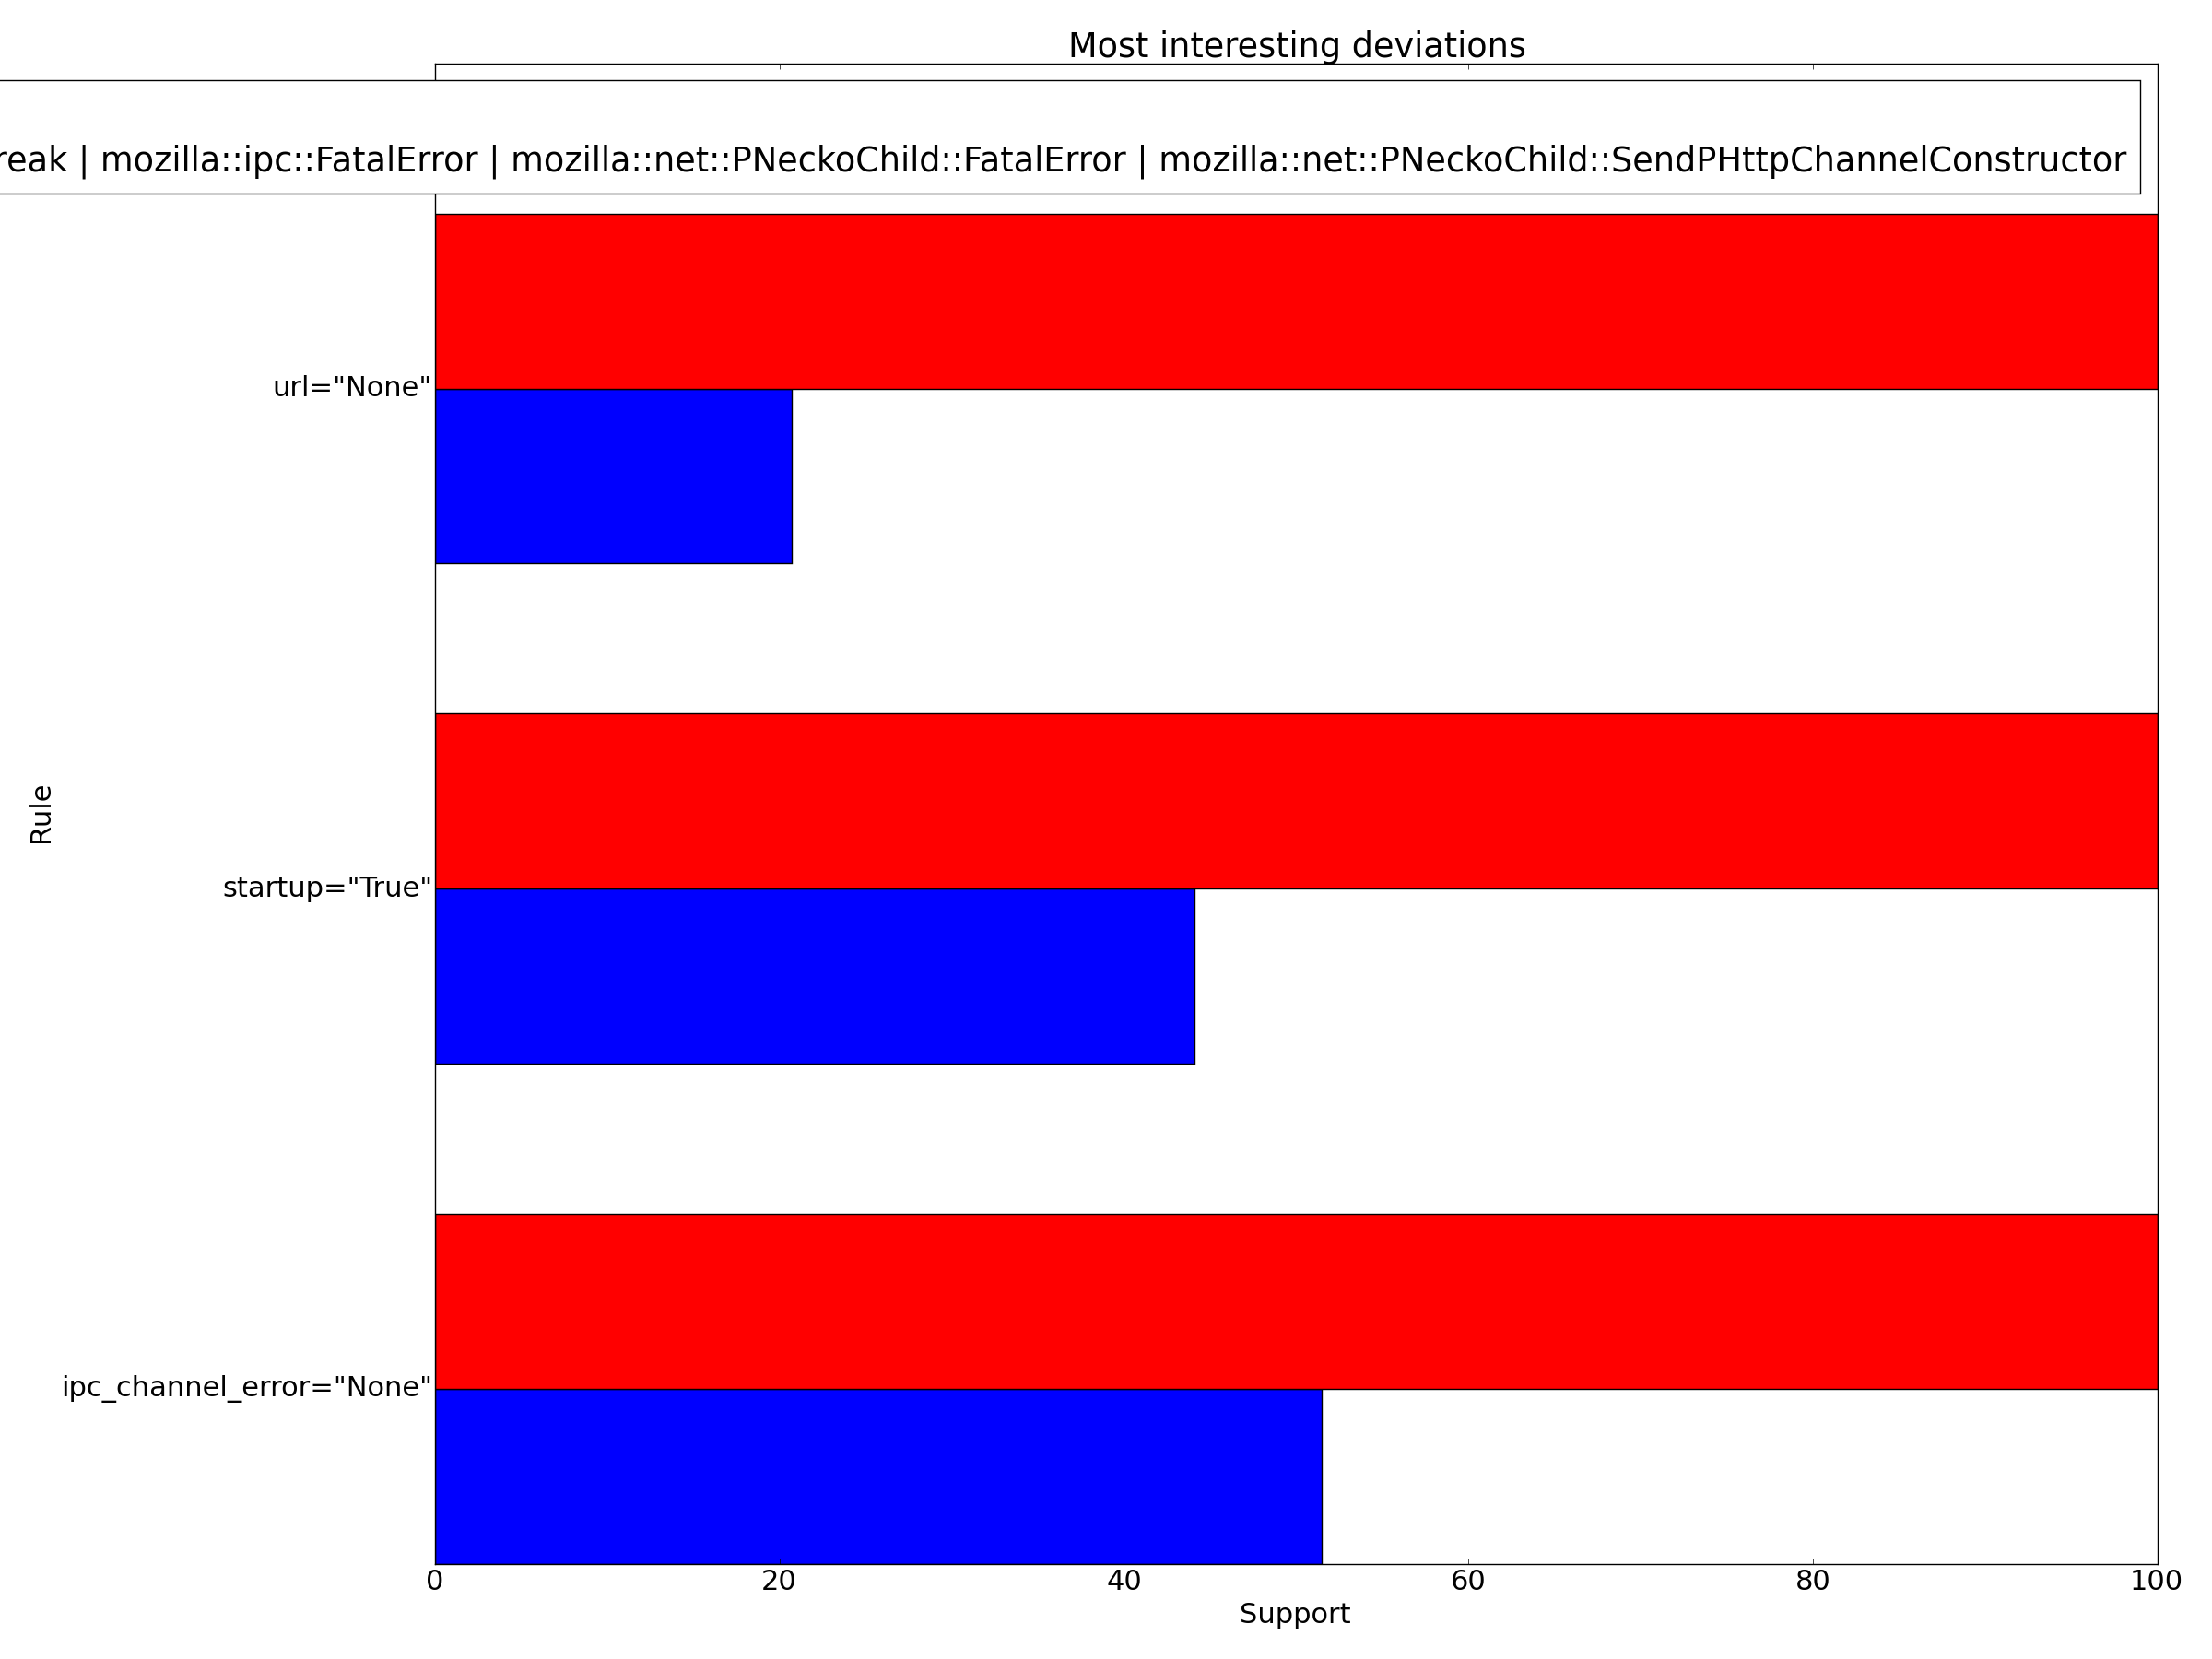 Most interesting deviations
reak | mozilla::ipc::FatalError | mozilla::net::PNeckoChild::FatalError | mozilla::net::PNeckoChild::SendPHttpChannelConstructor
url="None"
startup="True"
ipc_channel_error="None"
Rule
0 20 40 60 80 100
Support